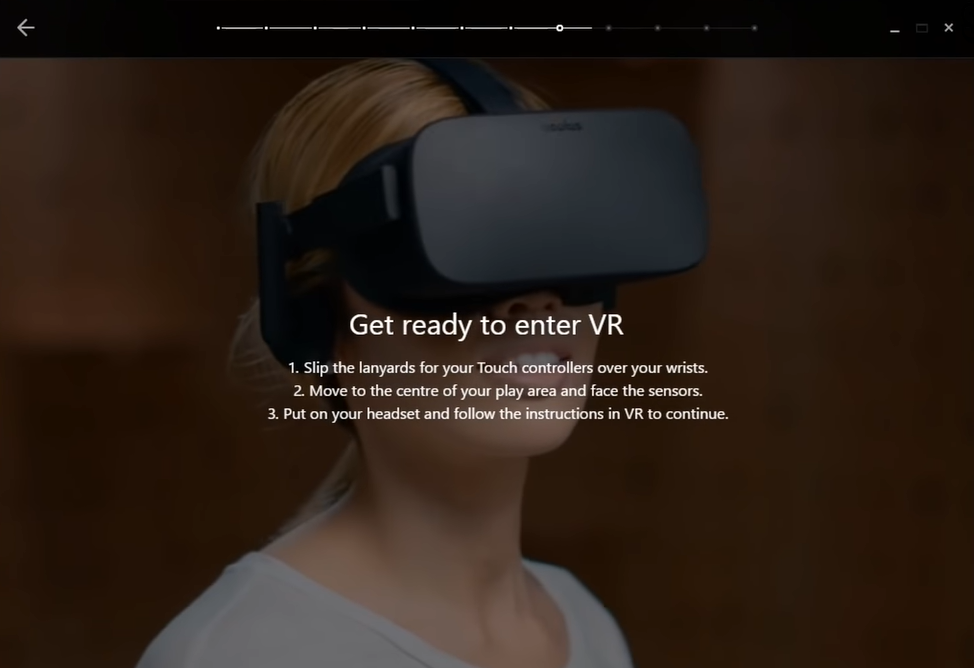 oculus
Get ready to enter VR
1. Slip the lanyards for your Touch controllers over your wrists.
2. Move to the centre of your play area and face the sensors.
3. Put on your headset and follow the instructions in VR to continue.